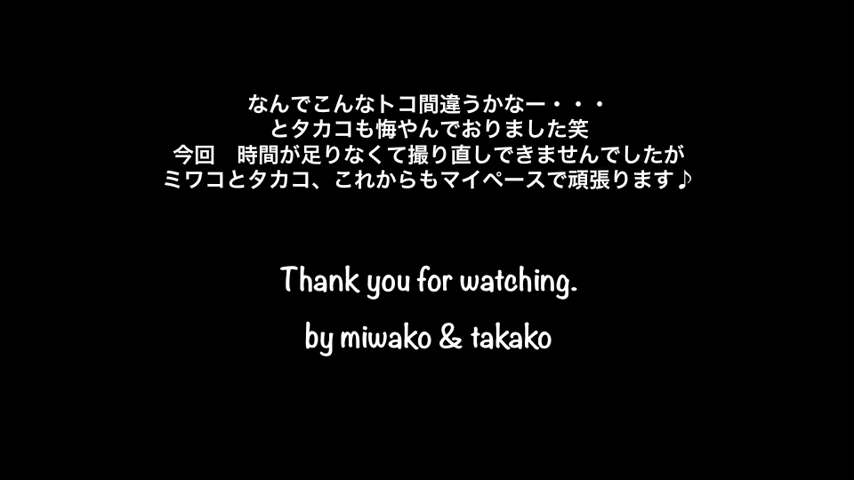 なんでこんなトコ間違うかなー・・・
とタカコも悔やんでおりました笑
今回　時間が足りなくて撮り直しできませんでしたが
ミワコとタカコ、これからもマイペースで頑張ります♪
Thank you for watching.
by miwako & takako